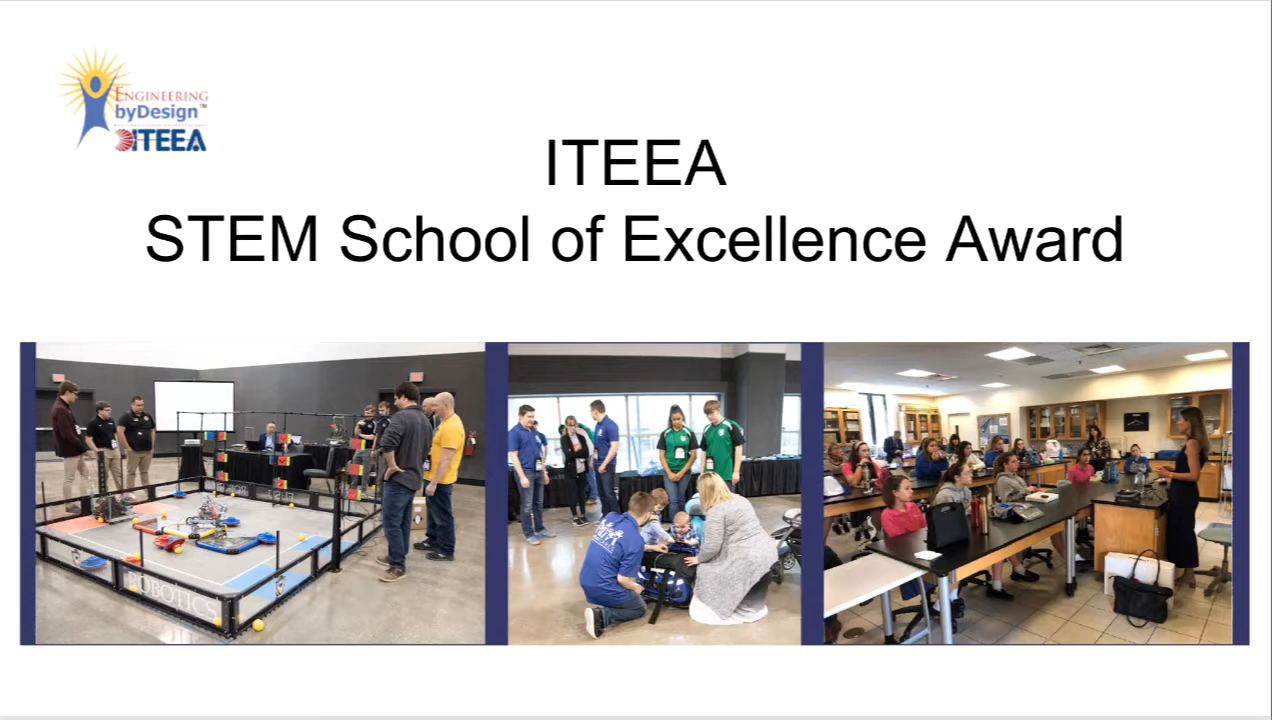 ENGINEERING
byDesign™
ITEEA
ITEEA
STEM School of Excellence Award
ROBOTICS